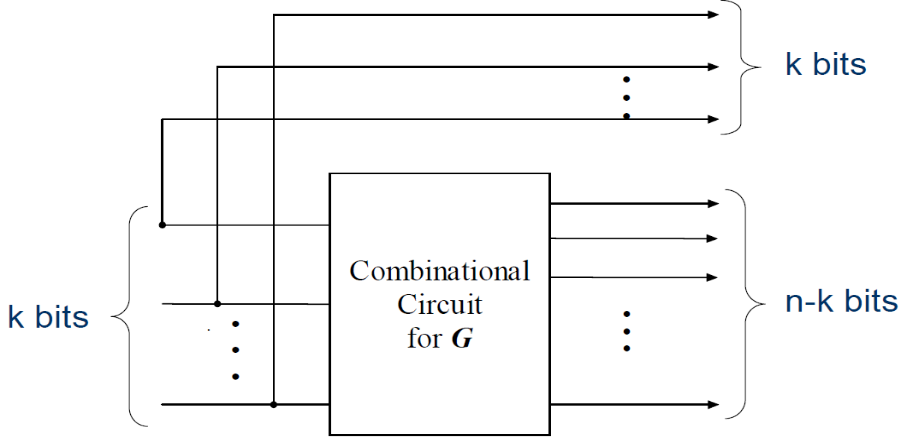 k bits
k bits
Combinational
Circuit
for G
n-k bits